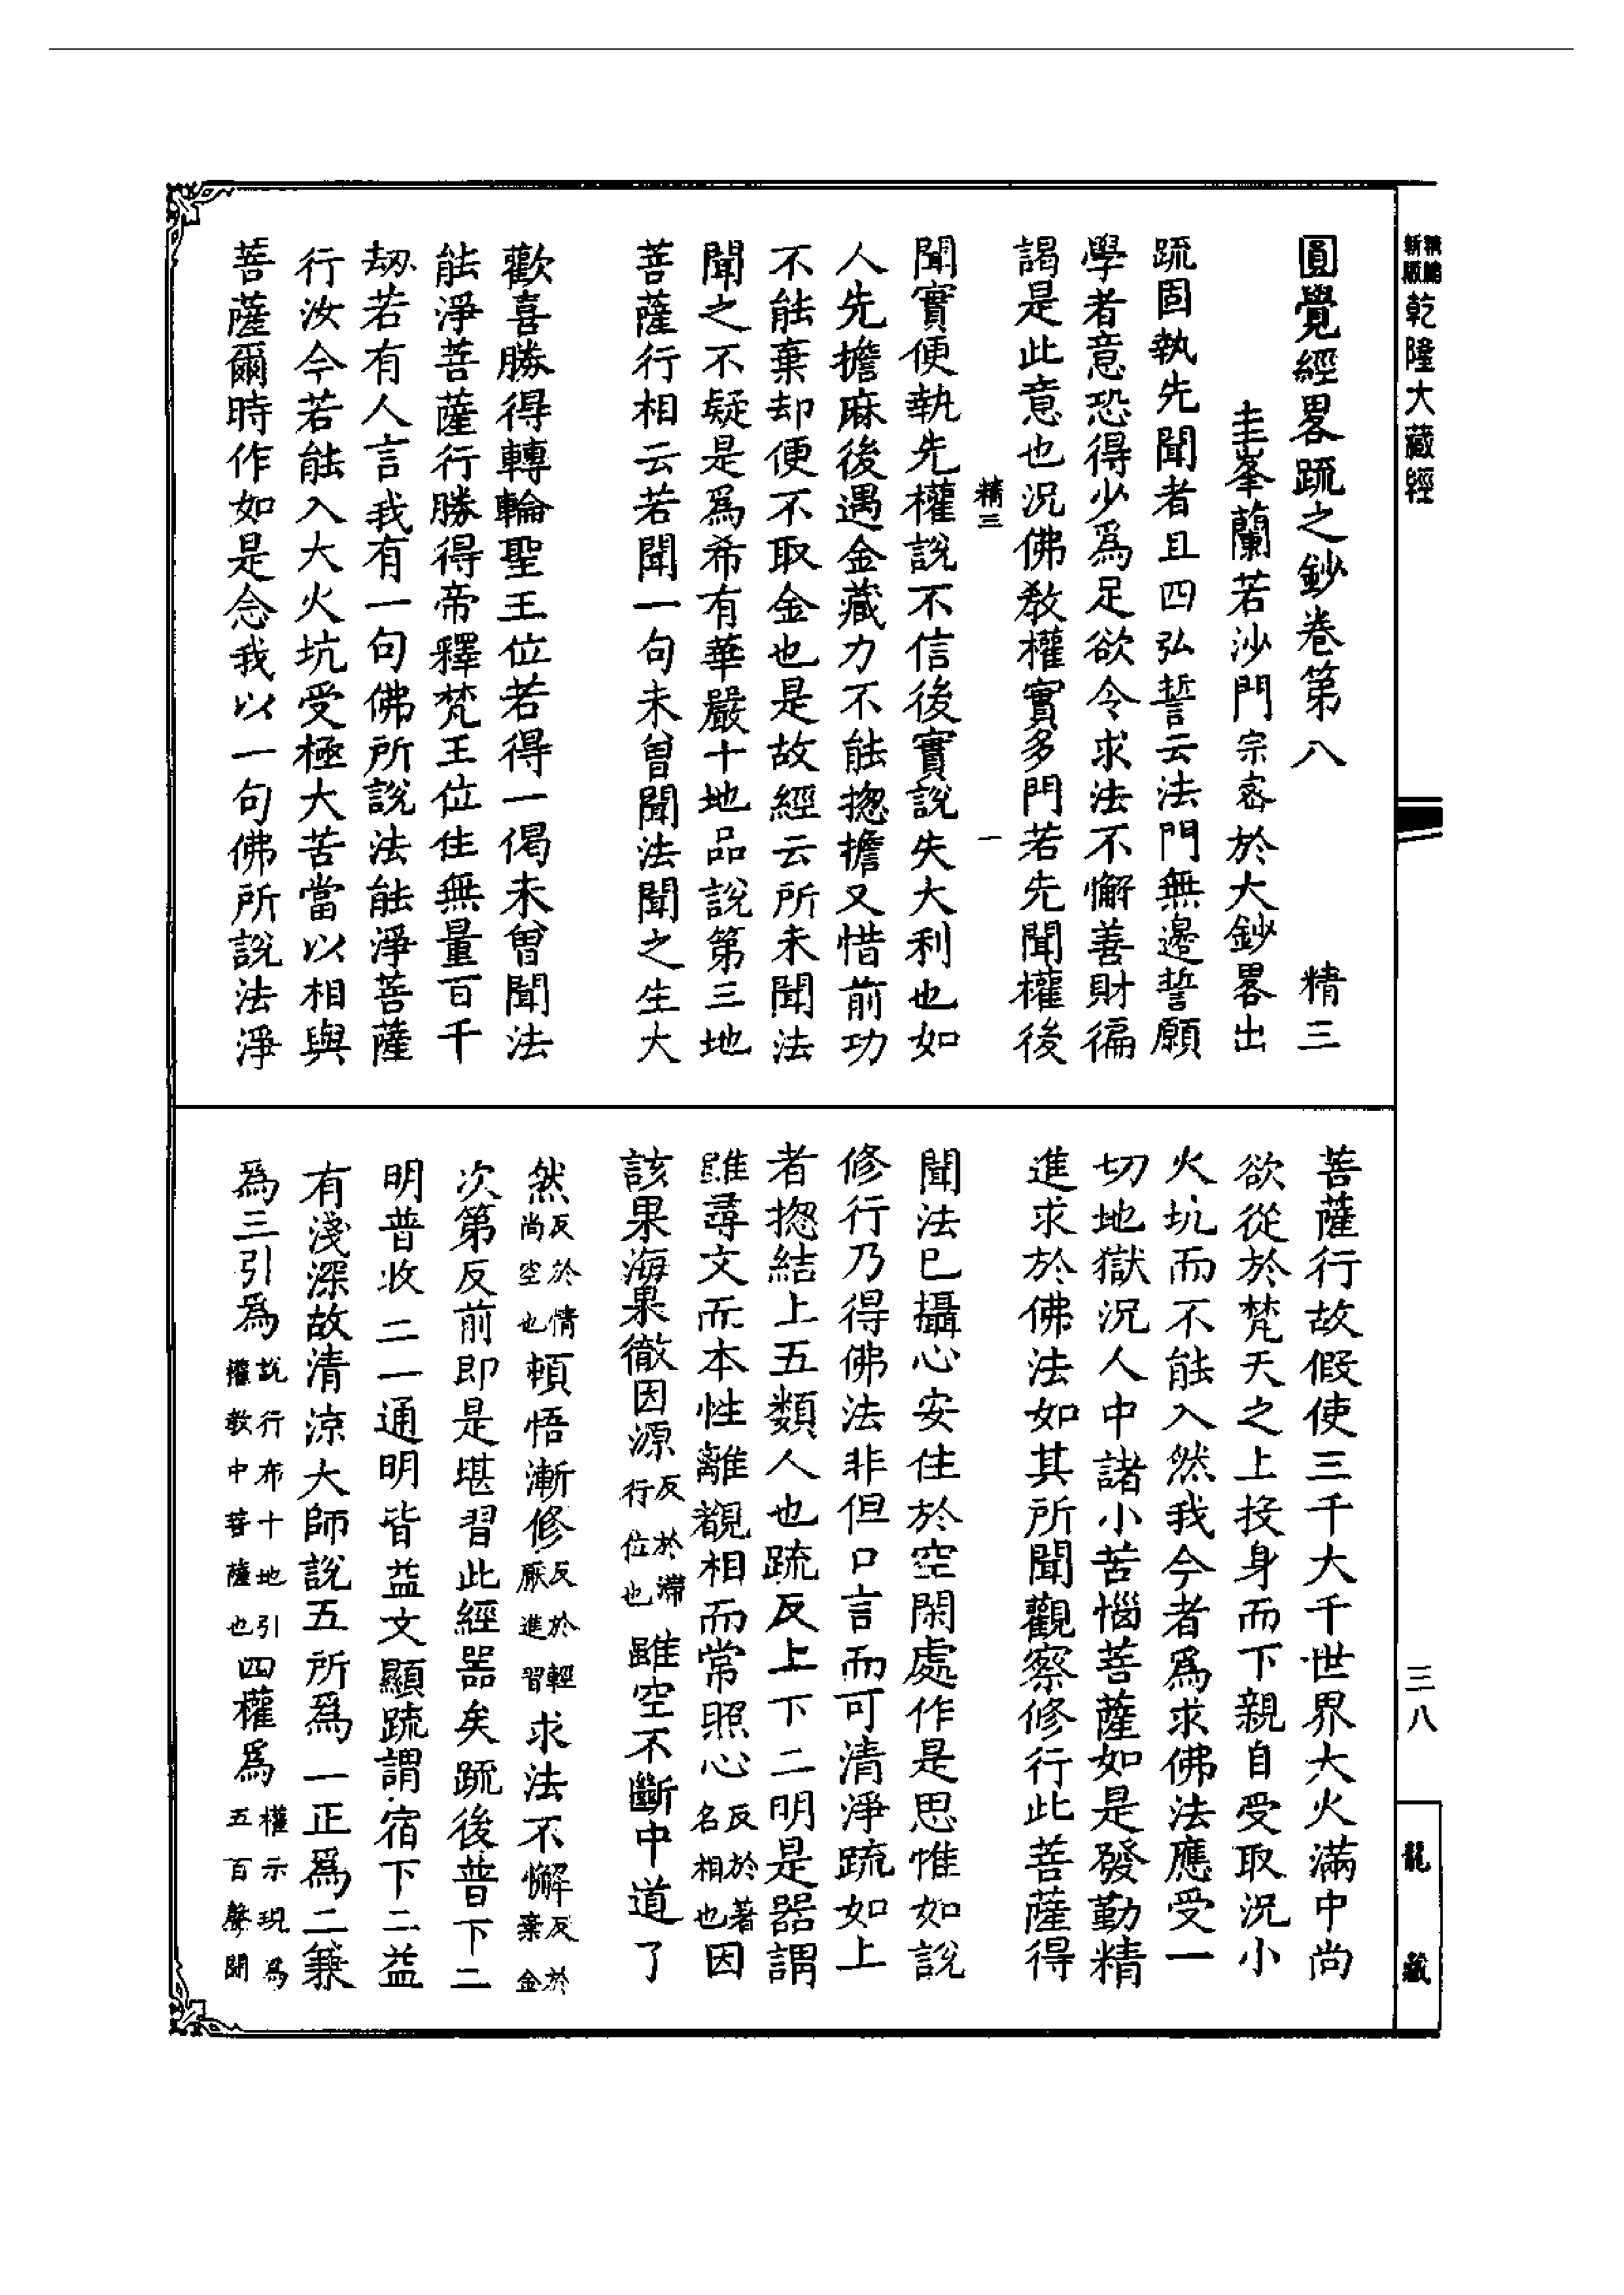 乾隆大藏經
圓覺經畧疏之鈔卷第八　精三
圭峯蘭若沙門宗密於大鈔畧出
疏固執先聞者且四弘誓云法門無邊誓願
學者意恐得少為足欲令求法不懈善財徧
謁是此意也況佛教權實多門若先聞權後
精三　一
聞實便執先權說不信後實說失大利也如
人先擔麻後遇金藏力不能揔擔又惜前功
不能棄却便不取金也是故經云所未聞法
聞之不疑是為希有華嚴十地品說第三地
菩薩行相云若聞一句未曾聞法聞之生大
歡喜勝得轉輪聖王位若得一偈未曾聞法
能淨菩薩行勝得帝釋梵王位住無量百千
劫若有人言我有一句佛所說法能淨菩薩
行汝今若能入大火坑受極大苦當以相與
菩薩爾時作如是念我以一句佛所說法淨
菩薩行故假使三千大千世界大火滿中尚
欲從於梵天之上投身而下親自受取況小
火坑而不能入然我今者為求佛法應受一
切地獄況人中諸小苦惱菩薩如是發勤精
進求於佛法如其所聞觀察修行此菩薩得
聞法已攝心安住於空閑處作是思惟如說
修行乃得佛法非但口言而可清淨疏如上
者揔結上五類人也疏反上下二明是器謂
雖尋文而本性離觀相而常照心反於著名相也因
該果海果徹因源反於滯行位也雖空不斷中道了
然反於情尚空也頓悟漸修反於輕厭進習求法不懈反於棄金
次第反前即是堪習此經器矣疏後普下二
明普收二一通明皆益文顯疏謂宿下二益
有淺深故清涼大師說五所為一正為二兼
為三引為說行布十地引權教中菩薩也四權為權示現為五百聲聞
三八
龍藏